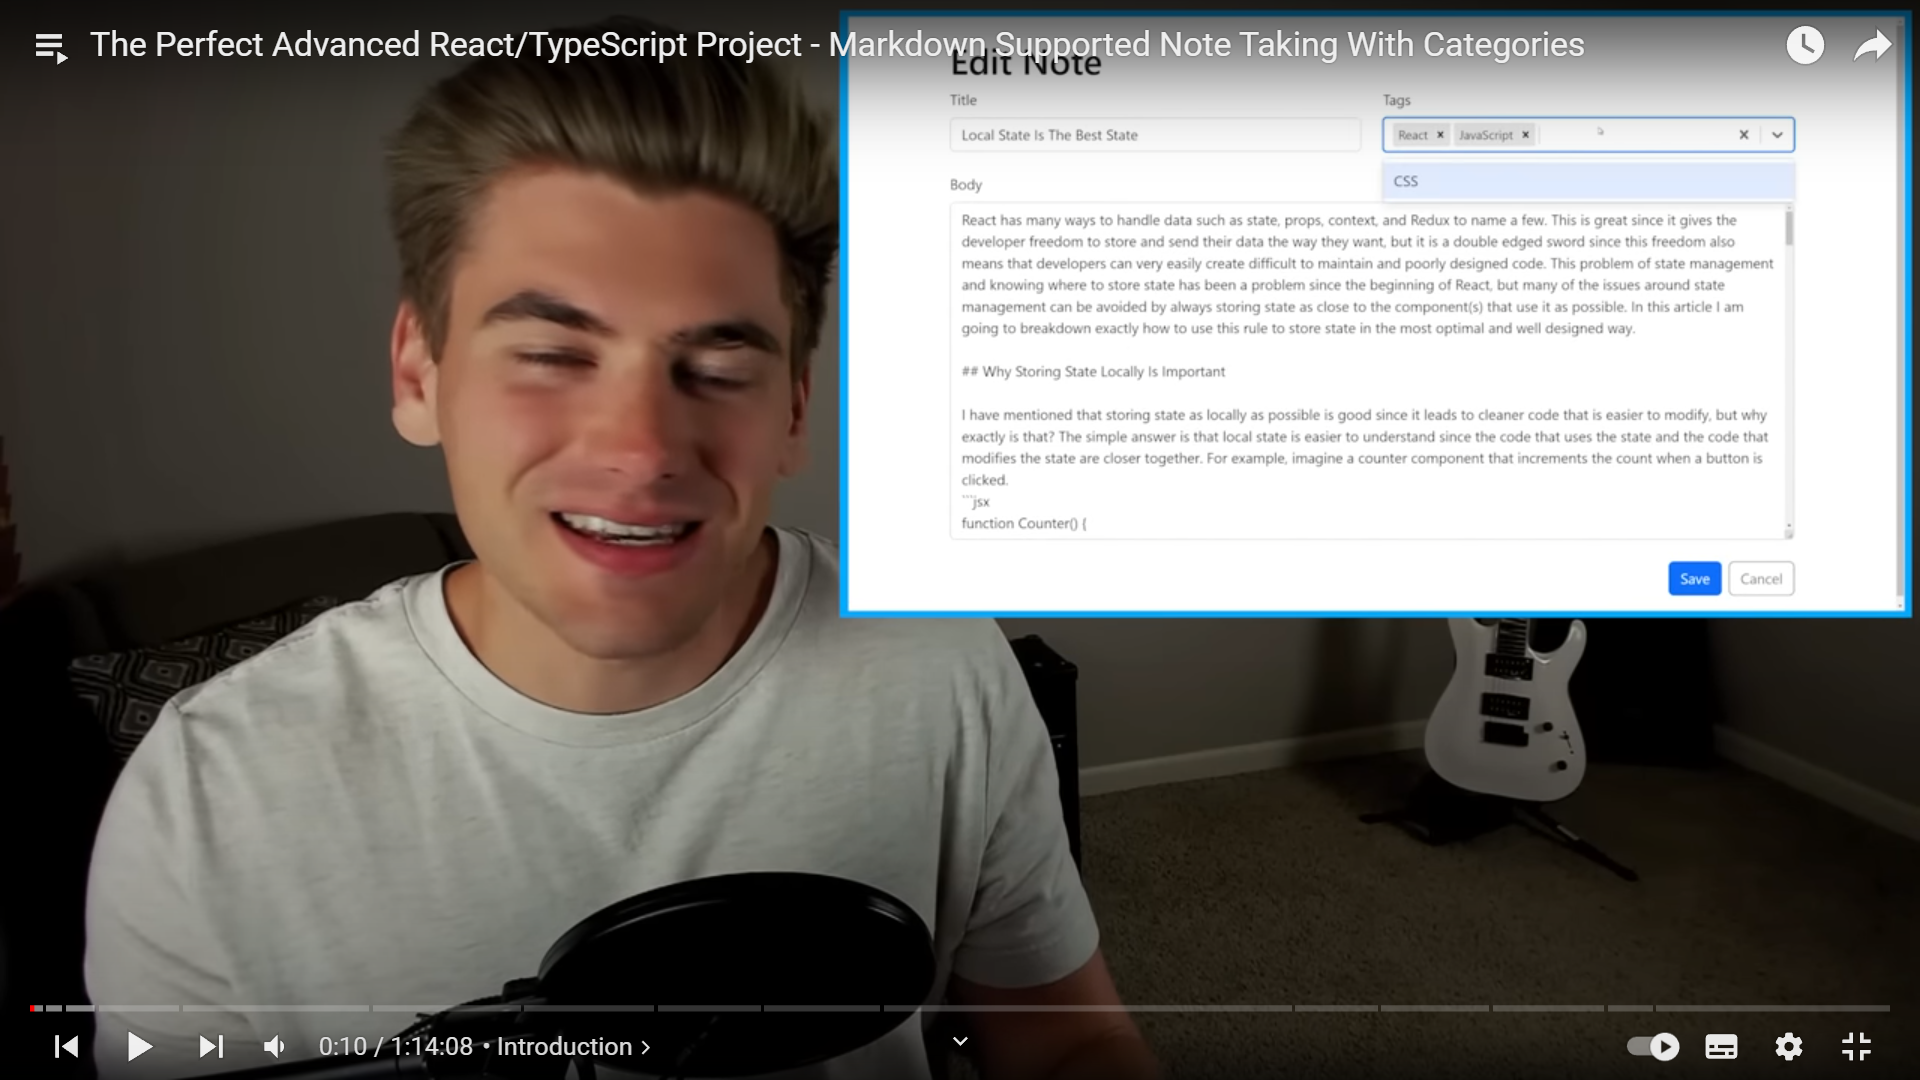 The Perfect Advanced React/TypeScript Project - Markdown Supported Note Taking With Categories
Edit Note
Title
Tags
Local State Is The Best State
React × JavaScript ×
CSS
Body
React has many ways to handle data such as state, props, context, and Redux to name a few. This is great since it gives the
developer freedom to store and send their data the way they want, but it is a double edged sword since this freedom also
means that developers can very easily create difficult to maintain and poorly designed code. This problem of state management
and knowing where to store state has been a problem since the beginning of React, but many of the issues around state
management can be avoided by always storing state as close to the component(s) that use it as possible. In this article I am
going to breakdown exactly how to use this rule to store state in the most optimal and well designed way.
## Why Storing State Locally Is Important
I have mentioned that storing state as locally as possible is good since it leads to cleaner code that is easier to modify, but why
exactly is that? The simple answer is that local state is easier to understand since the code that uses the state and the code that
modifies the state are closer together. For example, imagine a counter component that increments the count when a button is
clicked.
```jsx
function Counter() {
Save
Cancel
0:10 / 1:14:08 • Introduction